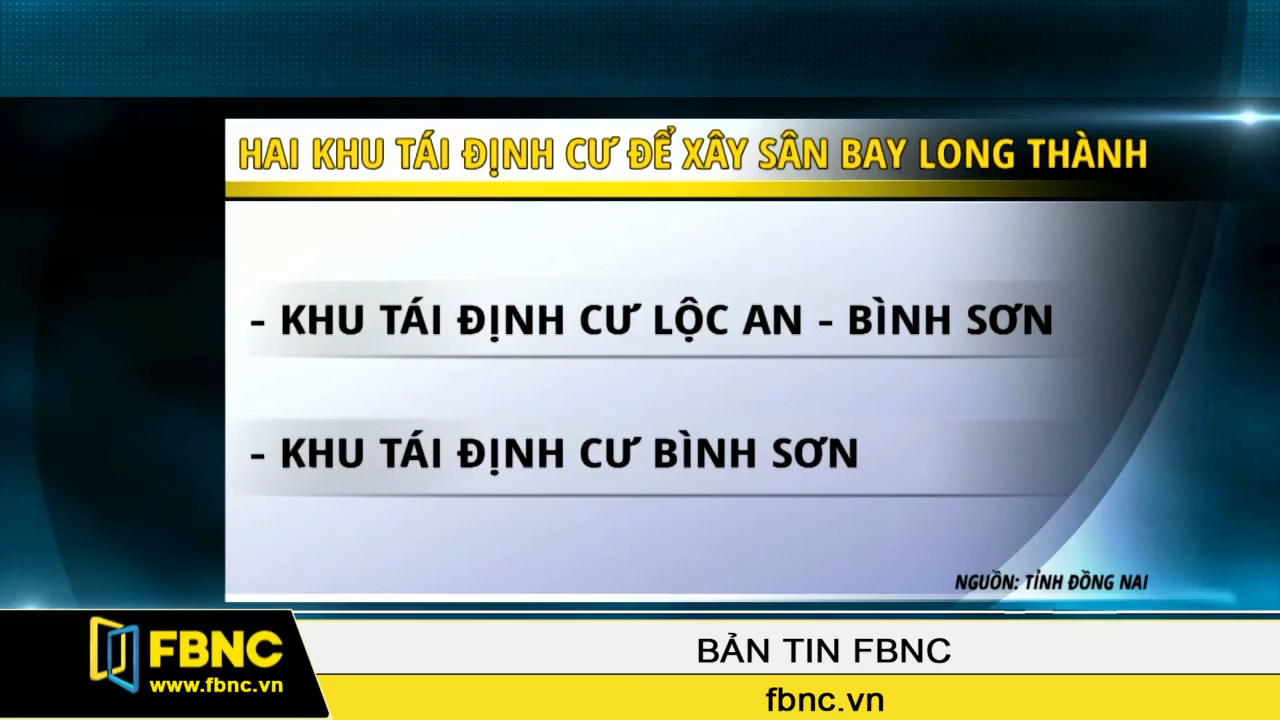 HAI KHU TÁI ĐỊNH CƯ ĐỂ XÂY SÂN BAY LONG THÀNH
- KHU TÁI ĐỊNH CƯ LỘC AN - BÌNH SƠN
- KHU TÁI ĐỊNH CƯ BÌNH SƠN
NGUỒN: TỈNH ĐỒNG NAI
FBNC
www.fbnc.vn
BẢN TIN FBNC
fbnc.vn